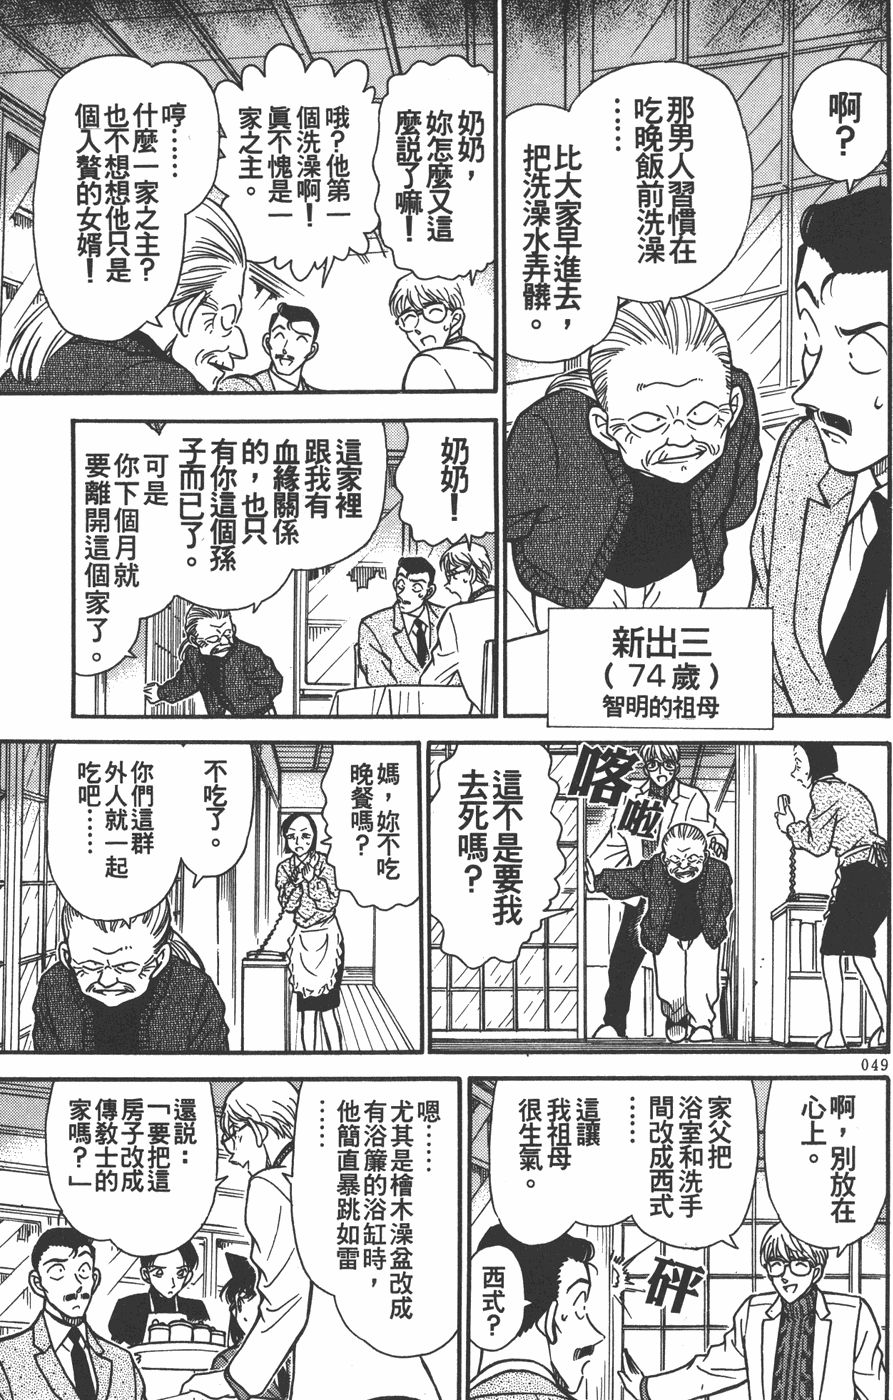 啊？
那男人習慣在
吃晚飯前洗澡
……
比大家早進去，
把洗澡水弄髒。
新出三
(74歲)
智明的祖母
奶奶，
妳怎麼又這
麼說了嘛！
哦？他第一
個洗澡啊！
真不愧是一
家之主。
哼……
什麼一家之主？
也不想想他只是
個入贅的女婿！
奶奶！
這家裡
跟我有
血緣關係
的，也只
有你這個孫
子而已了。
可是
你下個月就
要離開這個家了。
喀啦
這不是要我
去死嗎？
媽，妳不吃
晚餐嗎？
不吃了。
你們這群
外人就一起
吃吧……
049
啊，別放在
心上。
家父把
浴室和洗手
間改成西式
……
這讓
我祖母
很生氣。
砰
西式？
嗯……
尤其是檜木澡盆改成
有浴簾的浴缸時，
他簡直暴跳如雷
……
還說：
「要把這
房子改成
傳教士的
家嗎？」